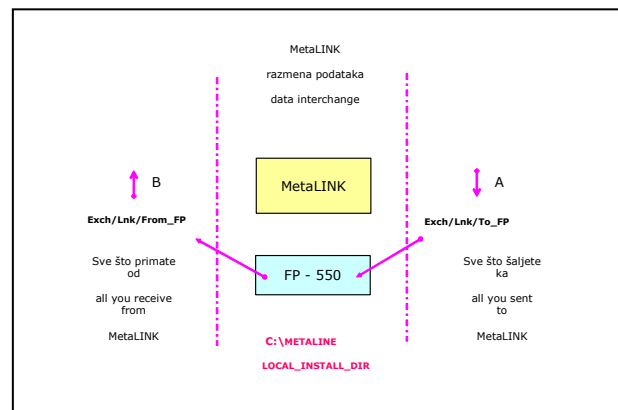 MetaLINK
razmena podataka
data interchange
B
MetaLINK
A
Exch/Lnk/From_FP
Exch/Lnk/To_FP
Sve što primate
od
all you receive
from
MetaLINK
FP - 550
Sve što šaljete
ka
all you sent
to
MetaLINK
C:\METALINE
LOCAL_INSTALL_DIR